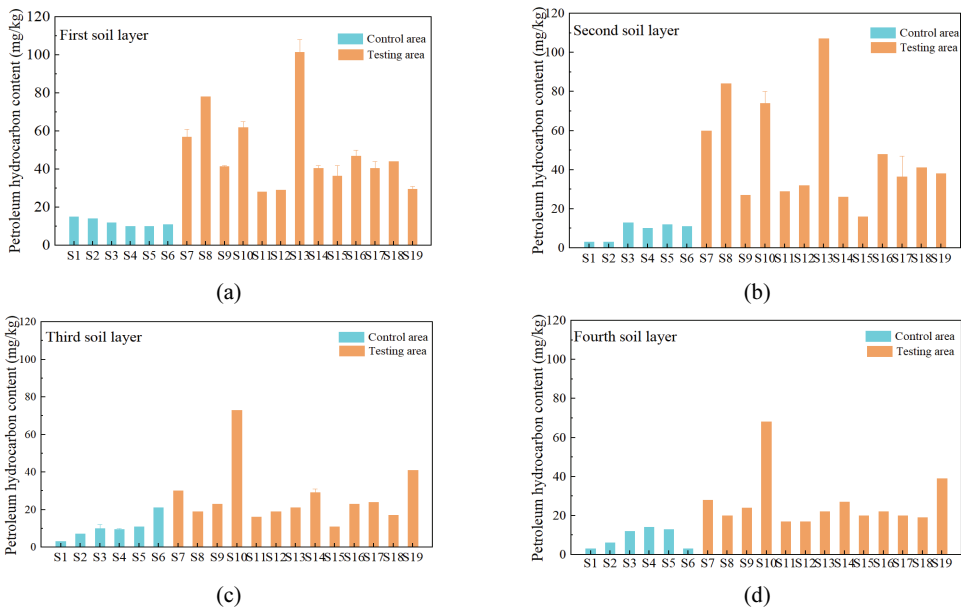 Petroleum hydrocarbon content (mg/kg)
First soil layer
Control area
Testing area
120
100
80
60
40
20
0
S1 S2 S3 S4 S5 S6 S7 S8 S9 S10 S11 S12 S13 S14 S15 S16 S17 S18 S19
(a)
Petroleum hydrocarbon content (mg/kg)
Second soil layer
Control area
Testing area
120
100
80
60
40
20
0
S1 S2 S3 S4 S5 S6 S7 S8 S9 S10 S11 S12 S13 S14 S15 S16 S17 S18 S19
(b)
Petroleum hydrocarbon content (mg/kg)
Third soil layer
Control area
Testing area
120
100
80
60
40
20
0
S1 S2 S3 S4 S5 S6 S7 S8 S9 S10 S11 S12 S13 S14 S15 S16 S17 S18 S19
(c)
Petroleum hydrocarbon content (mg/kg)
Fourth soil layer
Control area
Testing area
120
100
80
60
40
20
0
S1 S2 S3 S4 S5 S6 S7 S8 S9 S10 S11 S12 S13 S14 S15 S16 S17 S18 S19
(d)